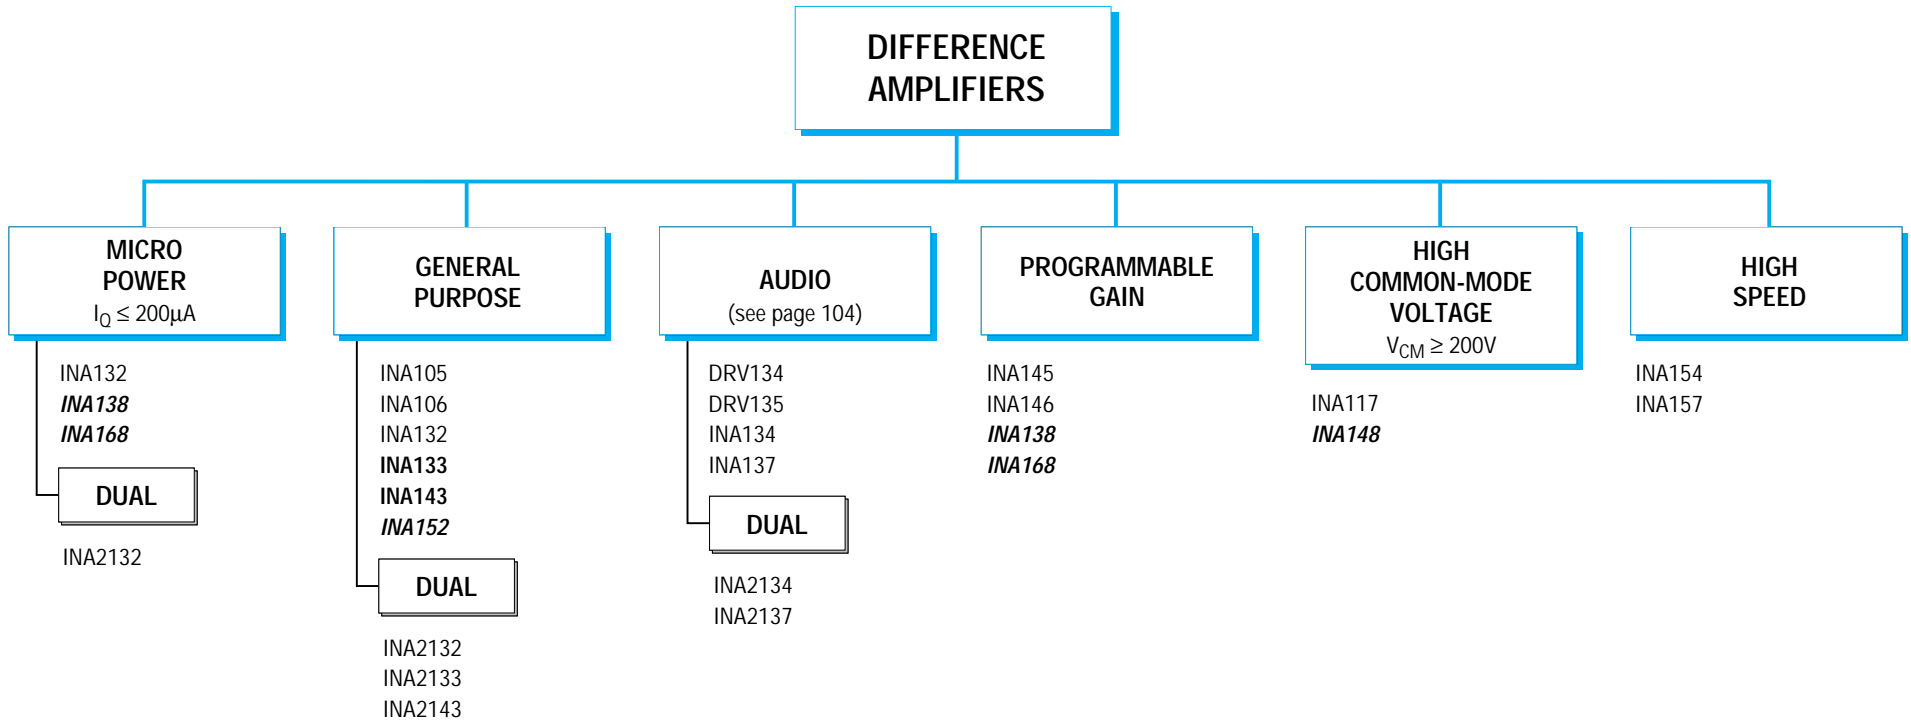 DIFFERENCE
AMPLIFIERS
MICRO
POWER
IQ ≤ 200µA
INA132
INA138
INA168
DUAL
INA2132
GENERAL
PURPOSE
INA105
INA106
INA132
INA133
INA143
INA152
DUAL
INA2132
INA2133
INA2143
AUDIO
(see page 104)
DRV134
DRV135
INA134
INA137
DUAL
INA2134
INA2137
PROGRAMMABLE
GAIN
INA145
INA146
INA138
INA168
HIGH
COMMON-MODE
VOLTAGE
VCM ≥ 200V
INA117
INA148
HIGH
SPEED
INA154
INA157